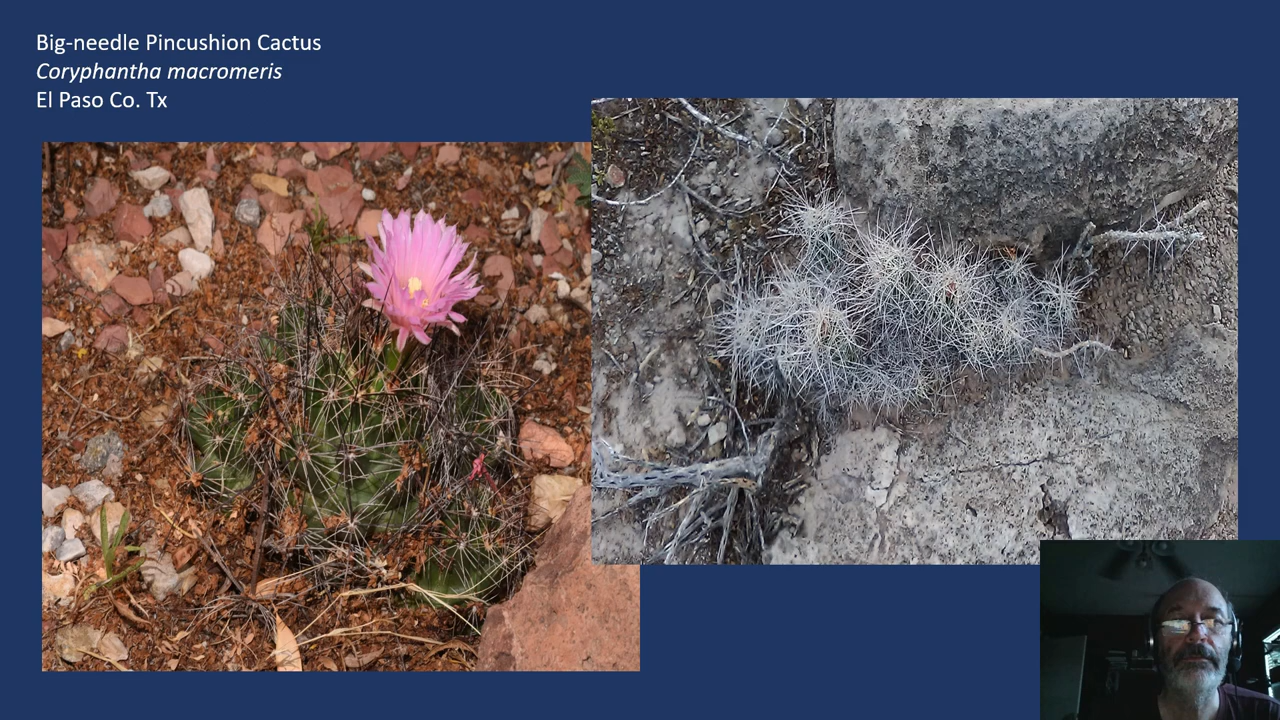 Big-needle Pincushion Cactus
Coryphantha macromeris
El Paso Co. Tx